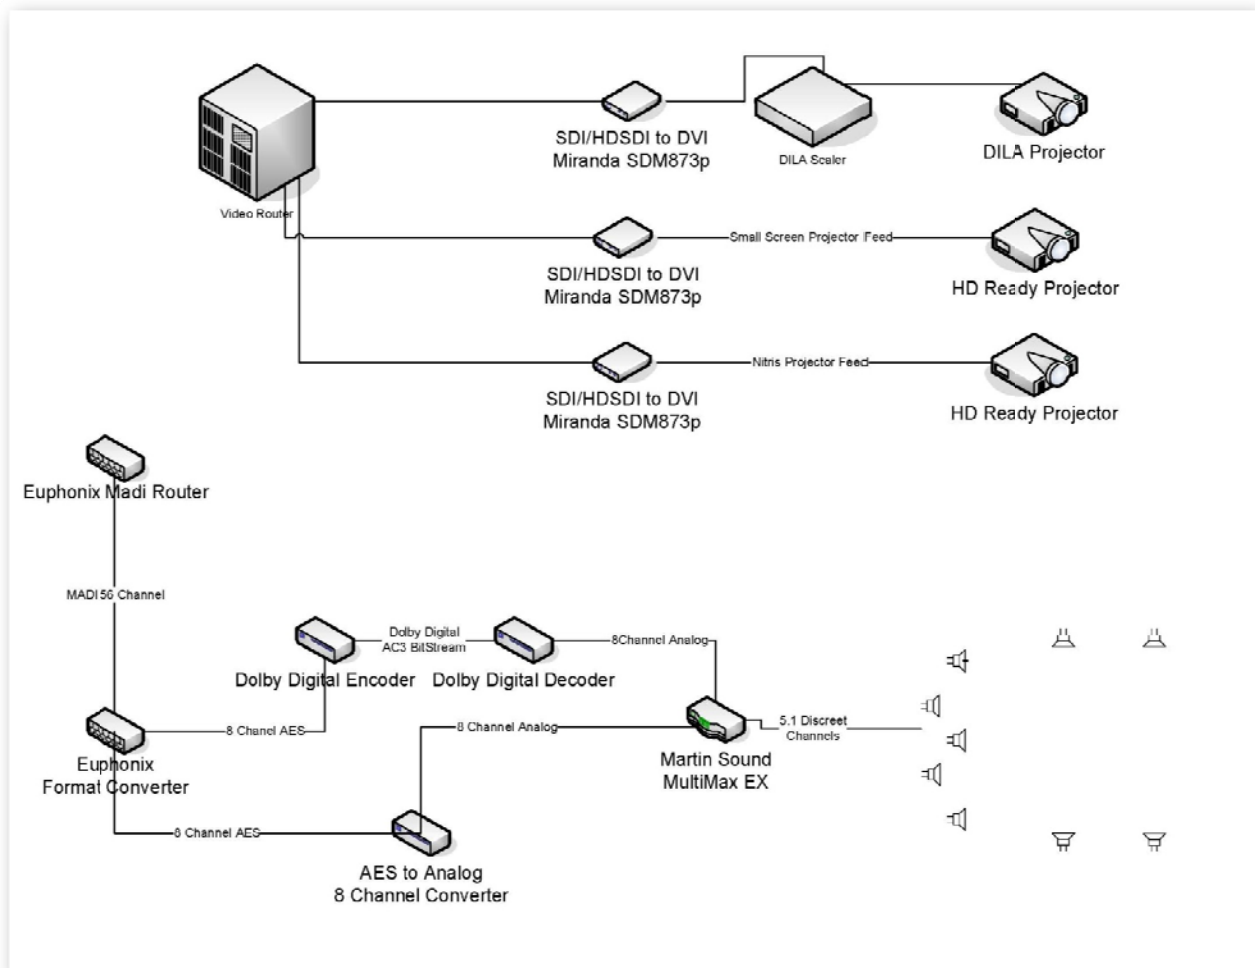 SDI/HDSDI to DVI
Miranda SDM873p
DILA Scaler
DILA Projector
Video Router
Small Screen Projector Feed
SDI/HDSDI to DVI
Miranda SDM873p
HD Ready Projector
Nitris Projector Feed
SDI/HDSDI to DVI
Miranda SDM873p
HD Ready Projector
Euphonix Madi Router
MADI 56 Channel
Dolby Digital
AC3 BitStream
8Channel Analog
Dolby Digital Encoder
Dolby Digital Decoder
8 Chanel AES
8 Channel Analog
5.1 Discreet
Channels
Euphonix
Format Converter
Martin Sound
MultiMax EX
8 Channel AES
AES to Analog
8 Channel Converter